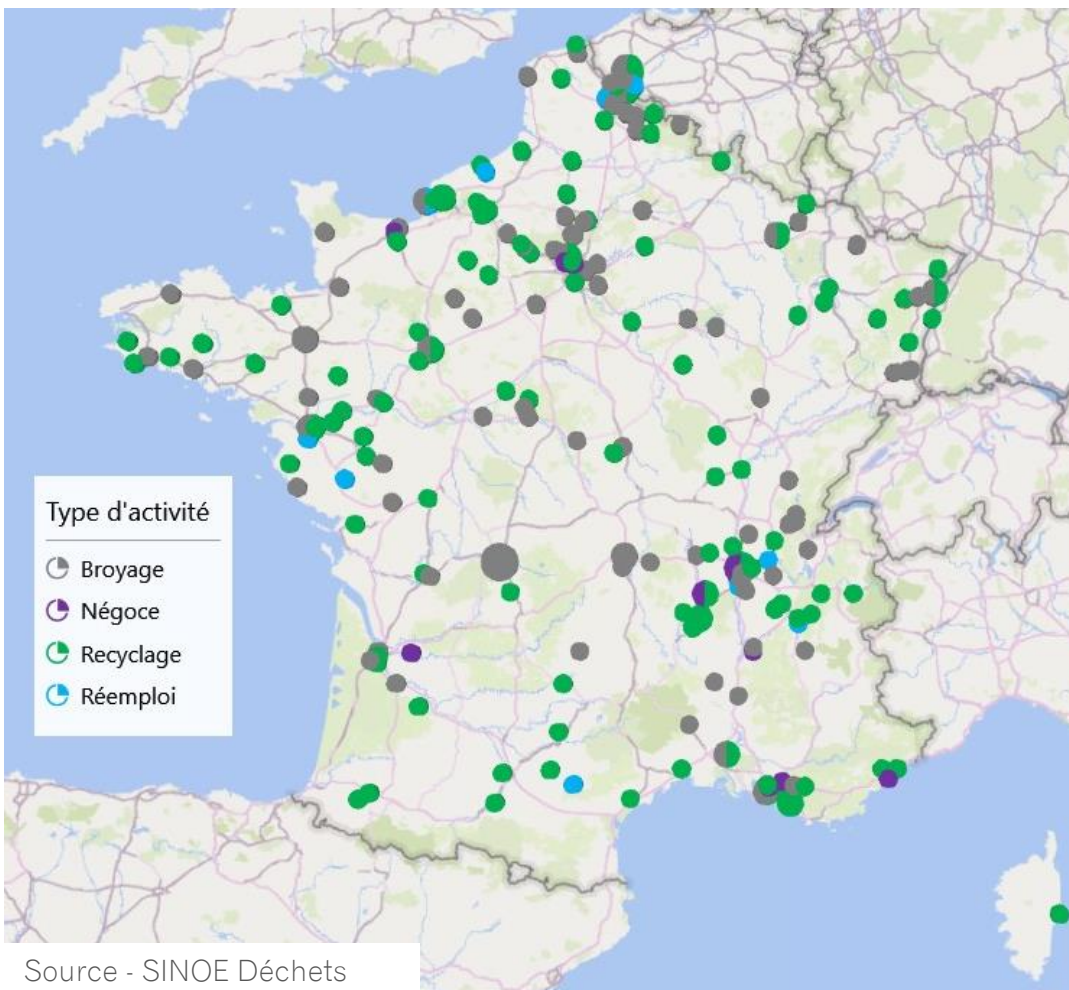 Type d'activité
Broyage
Négoce
Recyclage
Réemploi
Source - SINOE Déchets